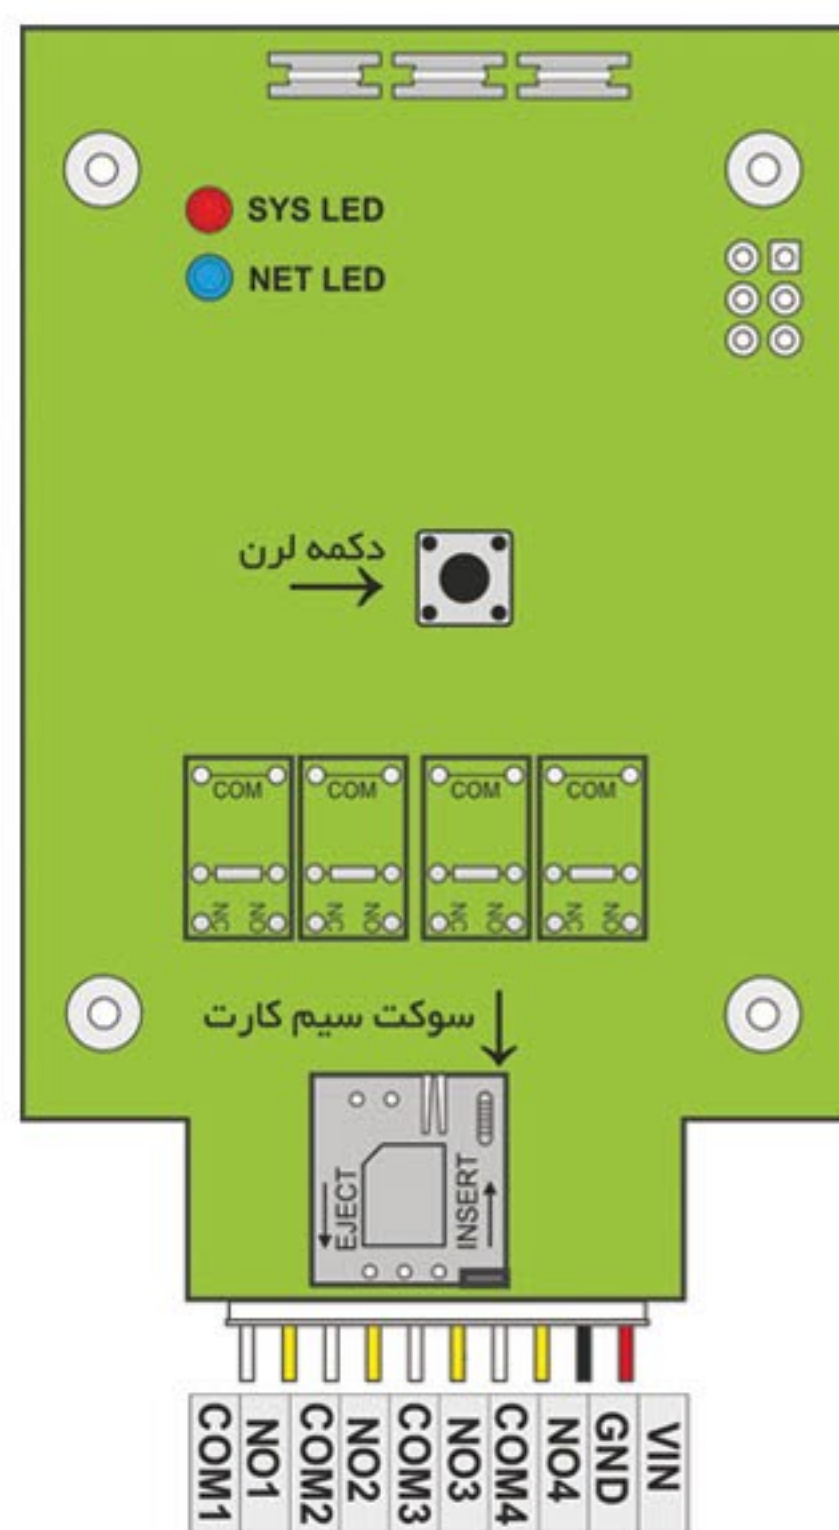 SYS LED
NET LED
دکمه لرن
COM COM COM COM
NC NO NC NO NC NO NC NO
سوکت سیم کارت
EJECT
INSERT
COM1 NO1 COM2 NO2 COM3 NO3 COM4 NO4 GND VIN